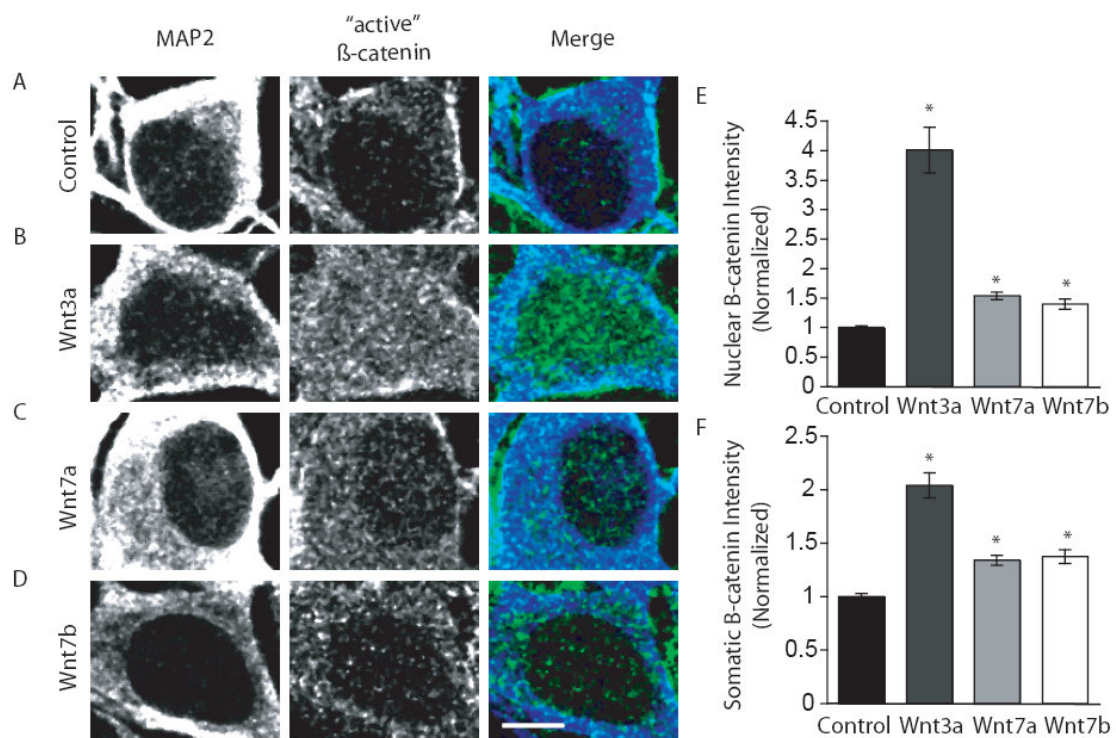 MAP2
“active”
ß-catenin
Merge
A
Control
B
Wnt3a
C
Wnt7a
D
Wnt7b
E
Nuclear B-catenin Intensity
(Normalized)
4.5
4
3.5
3
2.5
2
1.5
1
0.5
0
*
*
*
Control Wnt3a Wnt7a Wnt7b
F
Somatic B-catenin Intensity
(Normalized)
2.5
2
1.5
1
0.5
0
*
*
*
Control Wnt3a Wnt7a Wnt7b